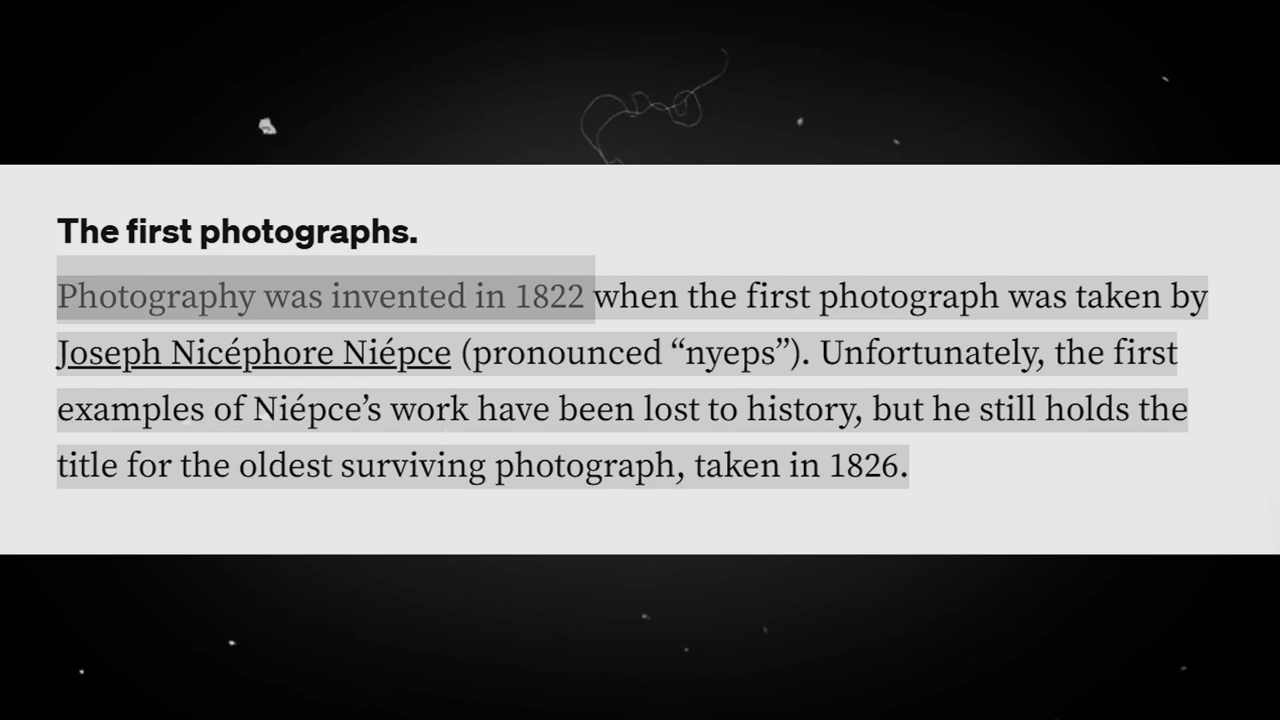 The first photographs.
Photography was invented in 1822 when the first photograph was taken by
Joseph Nicéphore Niépce (pronounced “nyeps”). Unfortunately, the first
examples of Niépce’s work have been lost to history, but he still holds the
title for the oldest surviving photograph, taken in 1826.